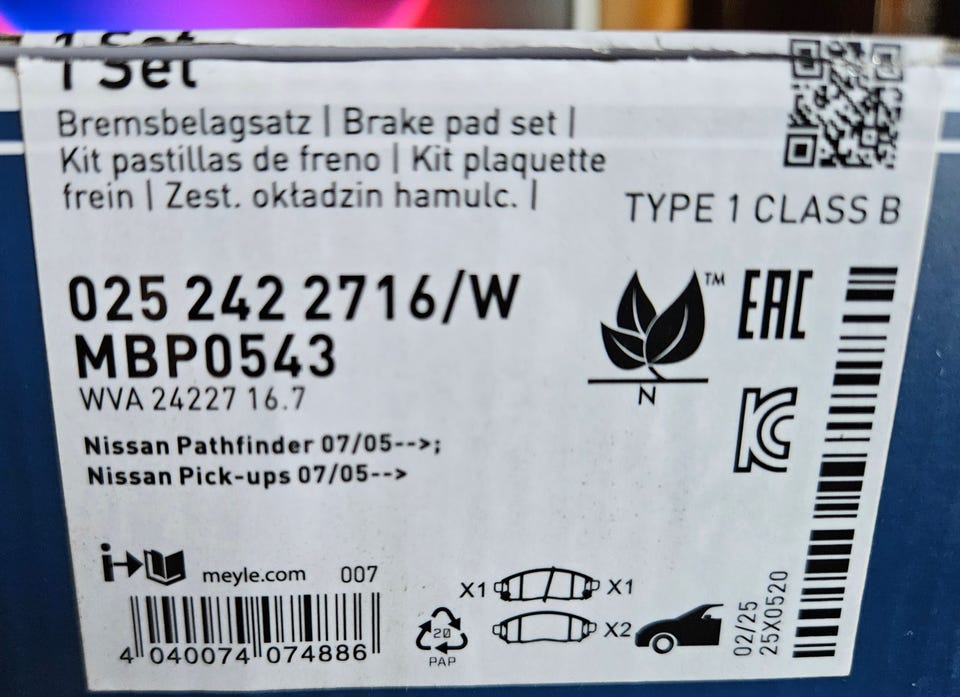 1 Set
Bremsbelagsatz | Brake pad set |
Kit pastillas de freno | Kit plaquette
frein | Zest. okładzin hamulc. |
TYPE 1 CLASS B
025 242 2716/W
MBP0543
WVA 24227 16.7
Nissan Pathfinder 07/05-->;
Nissan Pick-ups 07/05-->
TM
N
EAC
KC
i
meyle.com 007
4 040074 074886
20
PAP
X1 X1
X2
02/25
25X0520